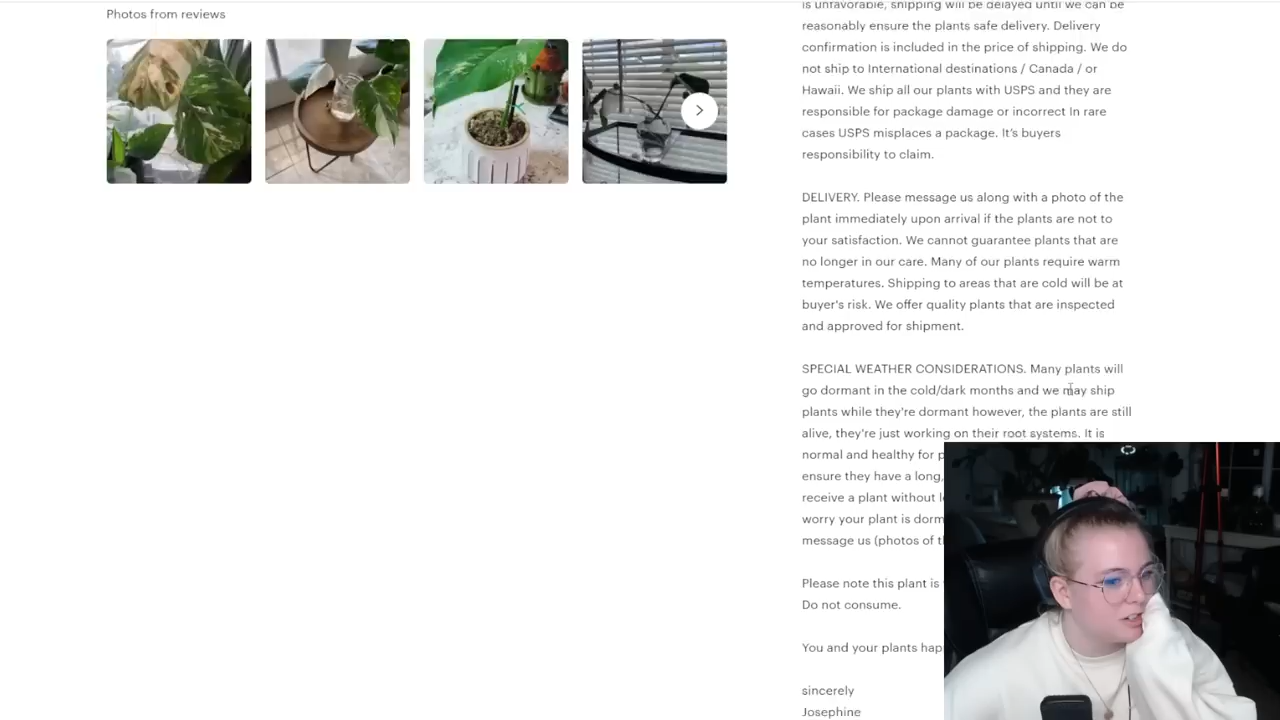 Photos from reviews
is unfavorable, shipping will be delayed until we can be
reasonably ensure the plants safe delivery. Delivery
confirmation is included in the price of shipping. We do
not ship to International destinations / Canada / or
Hawaii. We ship all our plants with USPS and they are
responsible for package damage or incorrect In rare
cases USPS misplaces a package. It’s buyers
responsibility to claim.
DELIVERY. Please message us along with a photo of the
plant immediately upon arrival if the plants are not to
your satisfaction. We cannot guarantee plants that are
no longer in our care. Many of our plants require warm
temperatures. Shipping to areas that are cold will be at
buyer's risk. We offer quality plants that are inspected
and approved for shipment.
SPECIAL WEATHER CONSIDERATIONS. Many plants will
go dormant in the cold/dark months and we may ship
plants while they're dormant however, the plants are still
alive, they're just working on their root systems. It is
normal and healthy for
ensure they have a long,
receive a plant without
worry your plant is
message us (photos of
Please note this plant is
Do not consume.
You and your plants
sincerely
Josephine